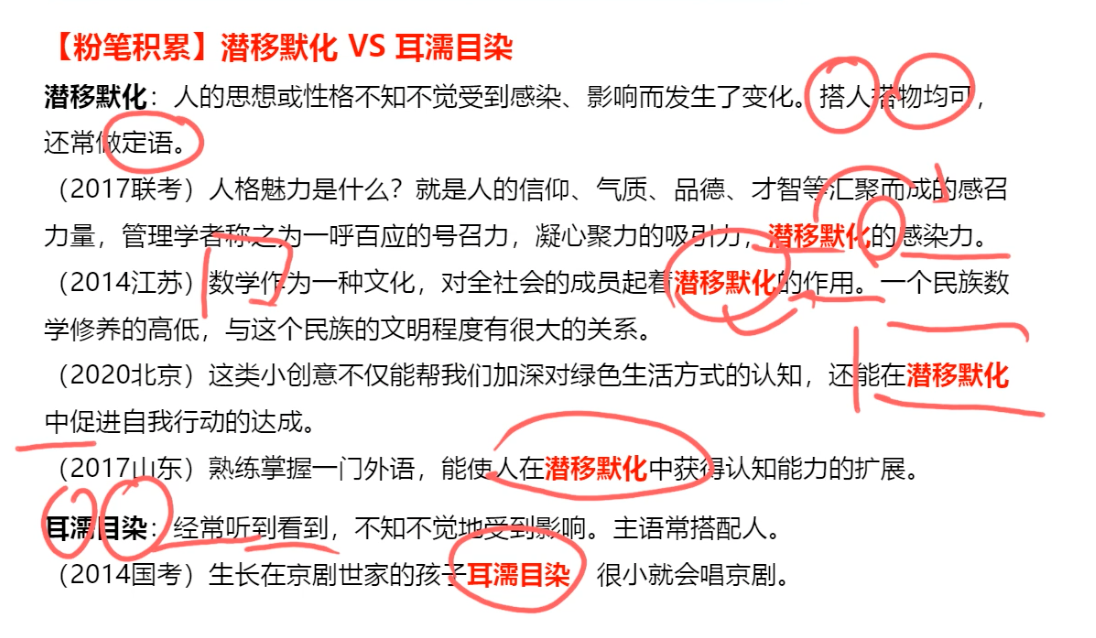 【粉笔积累】潜移默化 VS 耳濡目染
潜移默化：人的思想或性格不知不觉受到感染、影响而发生了变化。搭人搭物均可，
还常做定语。
（2017联考）人格魅力是什么？就是人的信仰、气质、品德、才智等汇聚而成的感召
力量，管理学者称之为一呼百应的号召力，凝心聚力的吸引力，潜移默化的感染力。
（2014江苏）数学作为一种文化，对全社会的成员起着潜移默化的作用。一个民族数
学修养的高低，与这个民族的文明程度有很大的关系。
（2020北京）这类小创意不仅能帮我们加深对绿色生活方式的认知，还能在潜移默化
中促进自我行动的达成。
（2017山东）熟练掌握一门外语，能使人在潜移默化中获得认知能力的扩展。
耳濡目染：经常听到看到，不知不觉地受到影响。主语常搭配人。
（2014国考）生长在京剧世家的孩子耳濡目染，很小就会唱京剧。